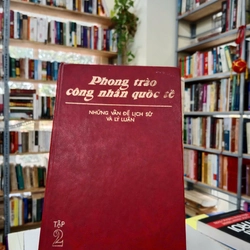 Phong trào
công nhân quốc tế
NHỮNG VẤN ĐỀ LỊCH SỬ
VÀ LÝ LUẬN
TẬP
2